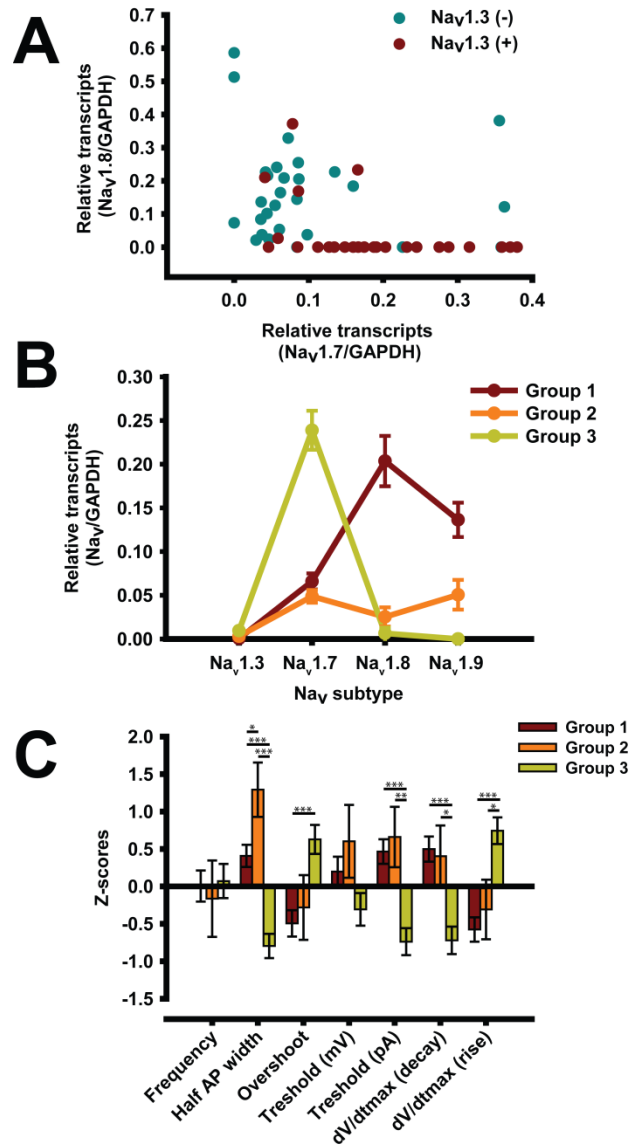 A
Relative transcripts
(Nav1.8/GAPDH)
0.7
0.6
0.5
0.4
0.3
0.2
0.1
0.0
Nav1.3 (-)
Nav1.3 (+)
0.0 0.1 0.2 0.3 0.4
Relative transcripts
(Nav1.7/GAPDH)
B
Relative transcripts
(Nav/GAPDH)
0.30
0.25
0.20
0.15
0.10
0.05
0.00
Group 1
Group 2
Group 3
Nav1.3 Nav1.7 Nav1.8 Nav1.9
Nav subtype
C
Z-scores
2.0
1.5
1.0
0.5
0.0
-0.5
-1.0
-1.5
Group 1
Group 2
Group 3
*
***
***
***
***
**
***
*
***
*
Frequency
Half AP width
Overshoot
Treshold (mV)
Treshold (pA)
dV/dtmax (decay)
dV/dtmax (rise)